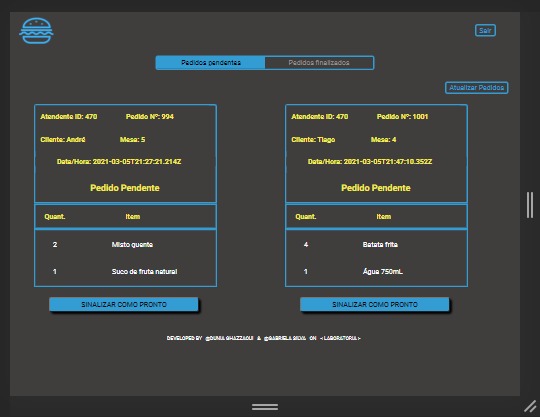 Sair
Pedidos pendentes Pedidos finalizados
Atualizar Pedidos
Atendente ID: 470 Pedido Nº: 994
Cliente: André Mesa: 5
Data/Hora: 2021-03-05T21:27:21.214Z
Pedido Pendente
Quant. Item
2 Misto quente
1 Suco de fruta natural
SINALIZAR COMO PRONTO
Atendente ID: 470 Pedido Nº: 1001
Cliente: Tiago Mesa: 4
Data/Hora: 2021-03-05T21:47:10.352Z
Pedido Pendente
Quant. Item
4 Batata frita
1 Água 750mL
SINALIZAR COMO PRONTO
DEVELOPED BY @DUNIA GHAZZAOUI & @GABRIELA SILVA ON < LABORATORIA >